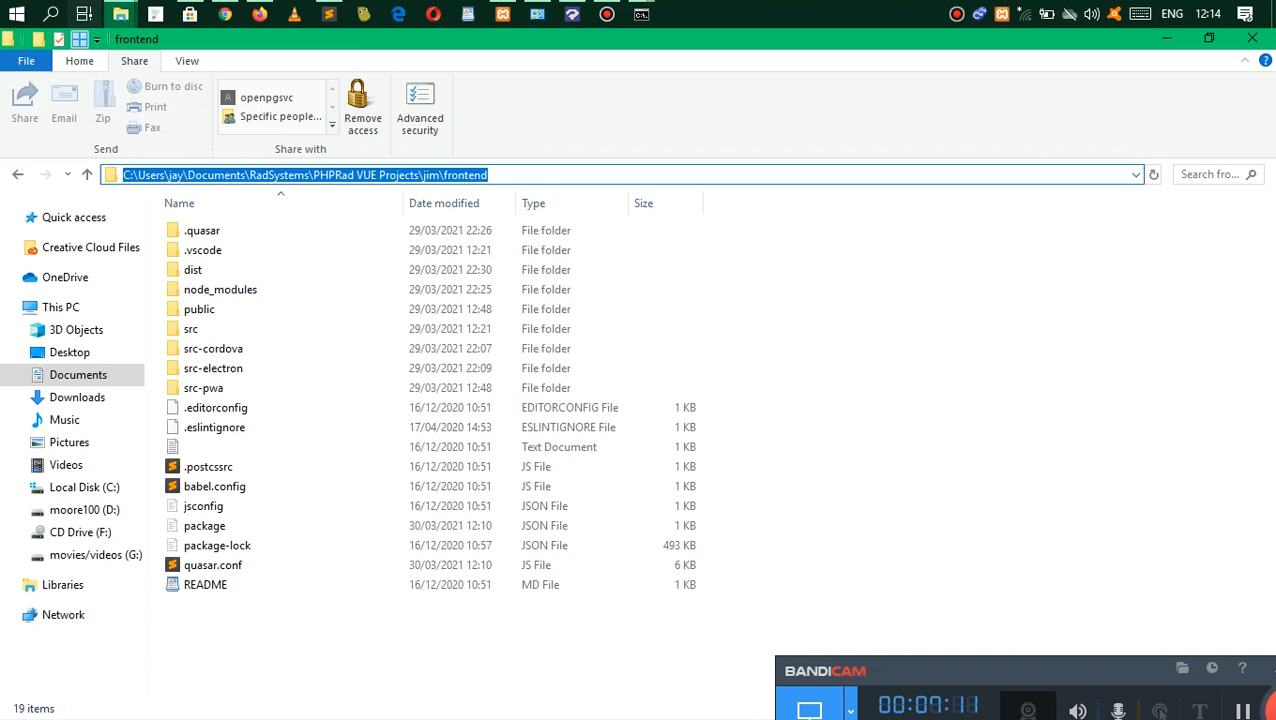 ENG 12:14
frontend
File Home Share View
Share Email Zip
Burn to disc
Print
Fax
Send
openpgsvc
Specific people...
Share with
Remove access
Advanced security
C:\Users\jay\Documents\RadSystems\PHPRad VUE Projects\jim\frontend
Search fro...
Quick access
Creative Cloud Files
OneDrive
This PC
3D Objects
Desktop
Documents
Downloads
Music
Pictures
Videos
Local Disk (C:)
moore100 (D:)
CD Drive (F:)
movies/videos (G:)
Libraries
Network
Name Date modified Type Size
.quasar 29/03/2021 22:26 File folder
.vscode 29/03/2021 12:21 File folder
dist 29/03/2021 22:30 File folder
node_modules 29/03/2021 22:25 File folder
public 29/03/2021 12:48 File folder
src 29/03/2021 12:21 File folder
src-cordova 29/03/2021 22:07 File folder
src-electron 29/03/2021 22:09 File folder
src-pwa 29/03/2021 12:48 File folder
.editorconfig 16/12/2020 10:51 EDITORCONFIG File 1 KB
.eslintignore 17/04/2020 14:53 ESLINTIGNORE File 1 KB
16/12/2020 10:51 Text Document 1 KB
.postcssrc 16/12/2020 10:51 JS File 1 KB
babel.config 16/12/2020 10:51 JS File 1 KB
jsconfig 16/12/2020 10:51 JSON File 1 KB
package 30/03/2021 12:10 JSON File 1 KB
package-lock 16/12/2020 10:57 JSON File 493 KB
quasar.conf 30/03/2021 12:10 JS File 6 KB
README 16/12/2020 10:51 MD File 1 KB
19 items
BANDICAM
00:07:11